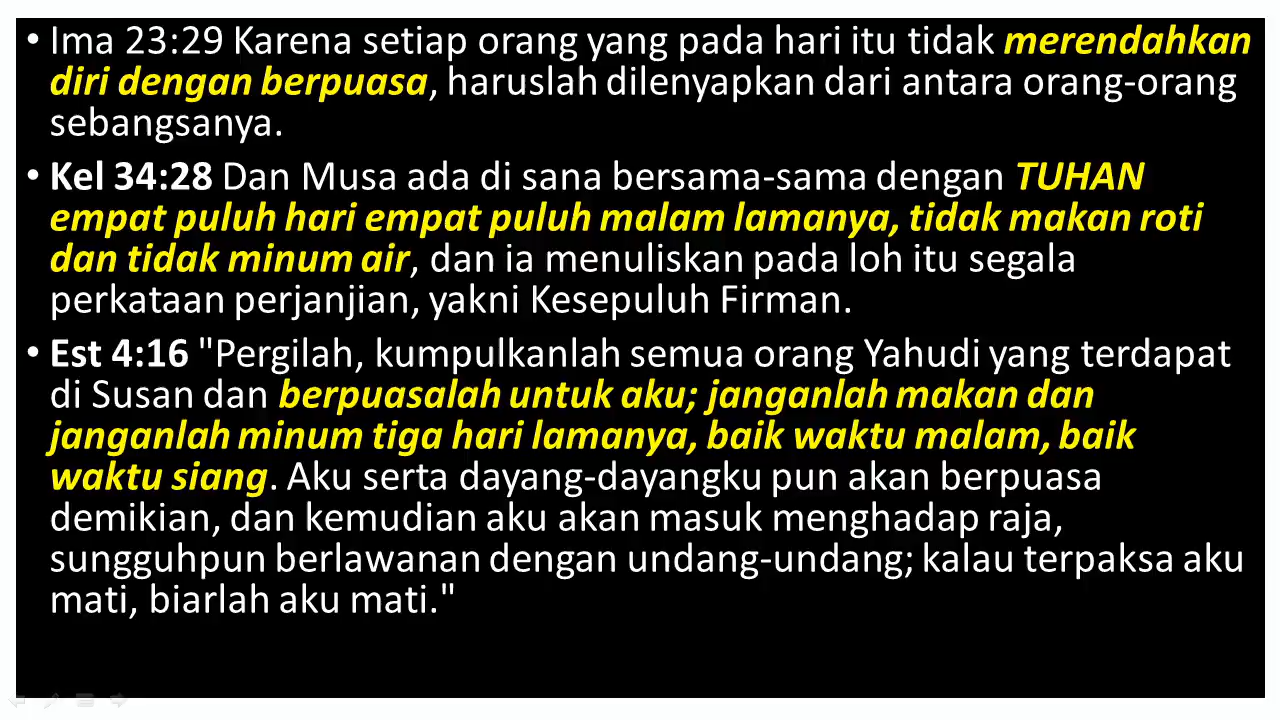 • Ima 23:29 Karena setiap orang yang pada hari itu tidak merendahkan
diri dengan berpuasa, haruslah dilenyapkan dari antara orang-orang
sebangsanya.
• Kel 34:28 Dan Musa ada di sana bersama-sama dengan TUHAN
empat puluh hari empat puluh malam lamanya, tidak makan roti
dan tidak minum air, dan ia menuliskan pada loh itu segala
perkataan perjanjian, yakni Kesepuluh Firman.
• Est 4:16 "Pergilah, kumpulkanlah semua orang Yahudi yang terdapat
di Susan dan berpuasalah untuk aku; janganlah makan dan
janganlah minum tiga hari lamanya, baik waktu malam, baik
waktu siang. Aku serta dayang-dayangku pun akan berpuasa
demikian, dan kemudian aku akan masuk menghadap raja,
sungguhpun berlawanan dengan undang-undang; kalau terpaksa aku
mati, biarlah aku mati."